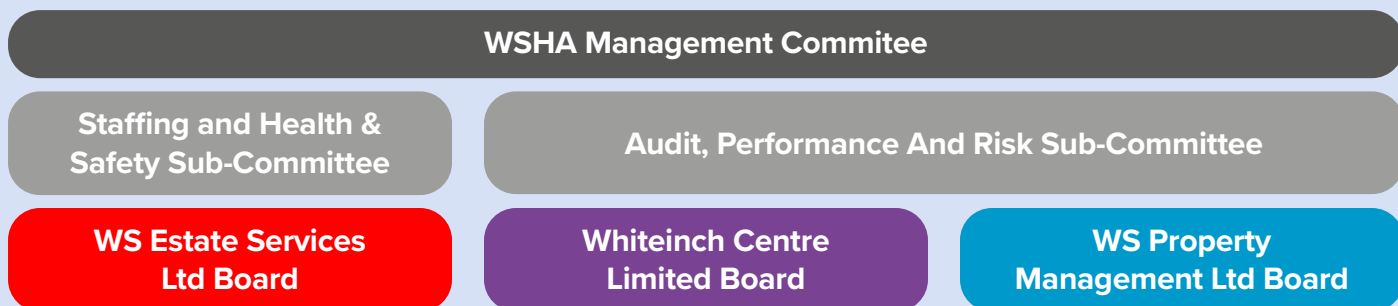 WSHA Management Commitee
Staffing and Health &
Safety Sub-Committee
Audit, Performance And Risk Sub-Committee
WS Estate Services
Ltd Board
Whiteinch Centre
Limited Board
WS Property
Management Ltd Board